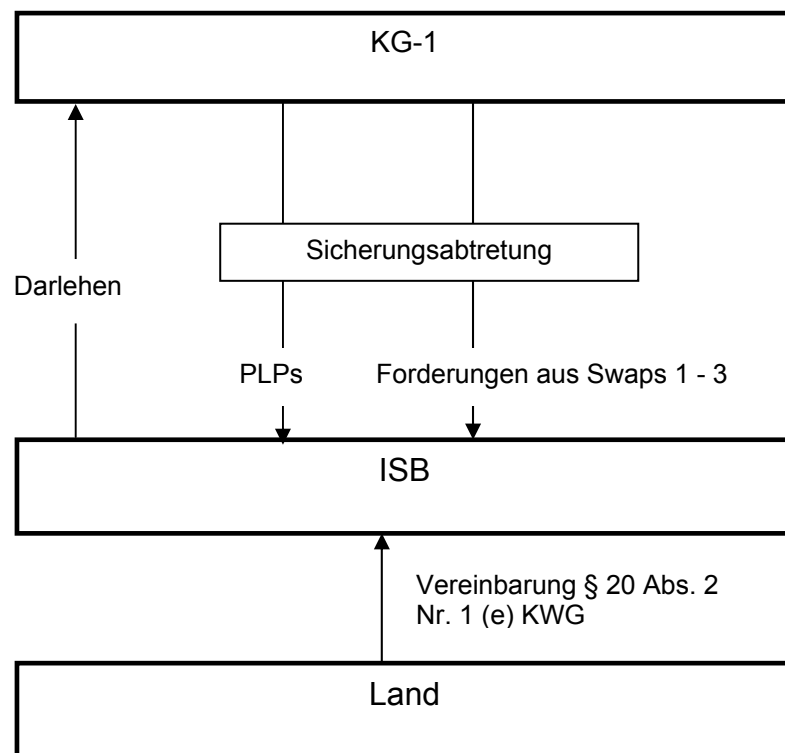 KG-1
Sicherungsabtretung
Darlehen
PLPs
Forderungen aus Swaps 1 - 3
ISB
Vereinbarung § 20 Abs. 2
Nr. 1 (e) KWG
Land